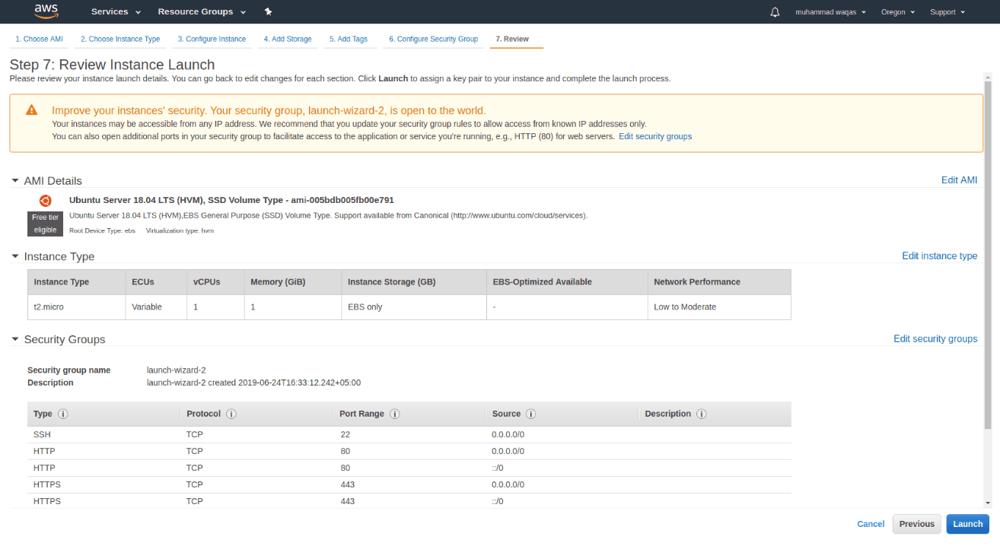 aws Services Resource Groups muhammad waqas Oregon Support
1. Choose AMI 2. Choose Instance Type 3. Configure Instance 4. Add Storage 5. Add Tags 6. Configure Security Group 7. Review
Step 7: Review Instance Launch
Please review your instance launch details. You can go back to edit changes for each section. Click Launch to assign a key pair to your instance and complete the launch process.
Improve your instances' security. Your security group, launch-wizard-2, is open to the world.
Your instances may be accessible from any IP address. We recommend that you update your security group rules to allow access from known IP addresses only.
You can also open additional ports in your security group to facilitate access to the application or service you're running, e.g., HTTP (80) for web servers. Edit security groups
AMI Details Edit AMI
Ubuntu Server 18.04 LTS (HVM), SSD Volume Type - ami-005bdb005fb00e791
Free tier
eligible
Ubuntu Server 18.04 LTS (HVM),EBS General Purpose (SSD) Volume Type. Support available from Canonical (http://www.ubuntu.com/cloud/services).
Root Device Type: ebs Virtualization type: hvm
Instance Type Edit instance type
Instance Type ECUs vCPUs Memory (GiB) Instance Storage (GB) EBS-Optimized Available Network Performance
t2.micro Variable 1 1 EBS only - Low to Moderate
Security Groups Edit security groups
Security group name launch-wizard-2
Description launch-wizard-2 created 2019-06-24T16:33:12.242+05:00
Type i Protocol i Port Range i Source i Description i
SSH TCP 22 0.0.0.0/0
HTTP TCP 80 0.0.0.0/0
HTTP TCP 80 ::/0
HTTPS TCP 443 0.0.0.0/0
HTTPS TCP 443 ::/0
Cancel Previous Launch